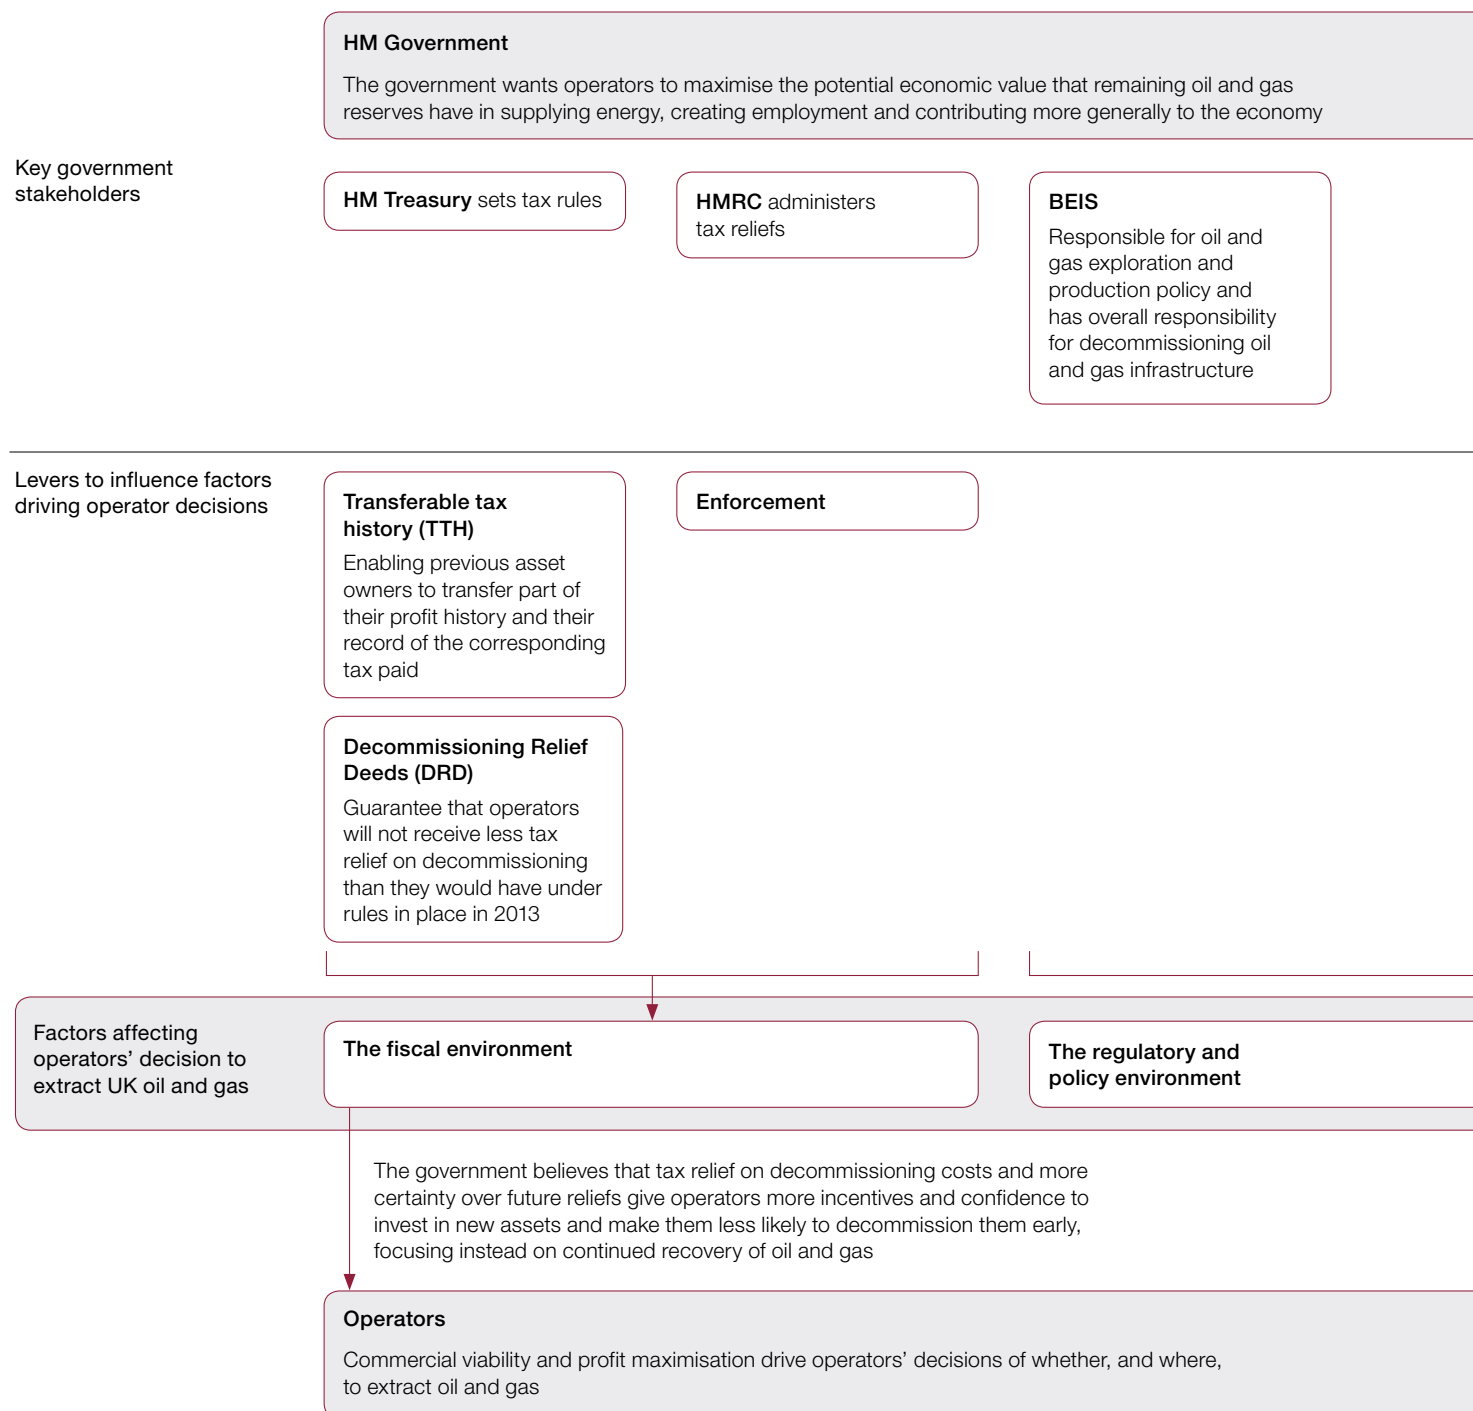 HM Government
The government wants operators to maximise the potential economic value that remaining oil and gas
reserves have in supplying energy, creating employment and contributing more generally to the economy
Key government
stakeholders
HM Treasury sets tax rules
HMRC administers
tax reliefs
BEIS
Responsible for oil and
gas exploration and
production policy and
has overall responsibility
for decommissioning oil
and gas infrastructure
Levers to influence factors
driving operator decisions
Transferable tax
history (TTH)
Enabling previous asset
owners to transfer part of
their profit history and their
record of the corresponding
tax paid
Enforcement
Decommissioning Relief
Deeds (DRD)
Guarantee that operators
will not receive less tax
relief on decommissioning
than they would have under
rules in place in 2013
Factors affecting
operators’ decision to
extract UK oil and gas
The fiscal environment
The regulatory and
policy environment
The government believes that tax relief on decommissioning costs and more
certainty over future reliefs give operators more incentives and confidence to
invest in new assets and make them less likely to decommission them early,
focusing instead on continued recovery of oil and gas
Operators
Commercial viability and profit maximisation drive operators’ decisions of whether, and where,
to extract oil and gas